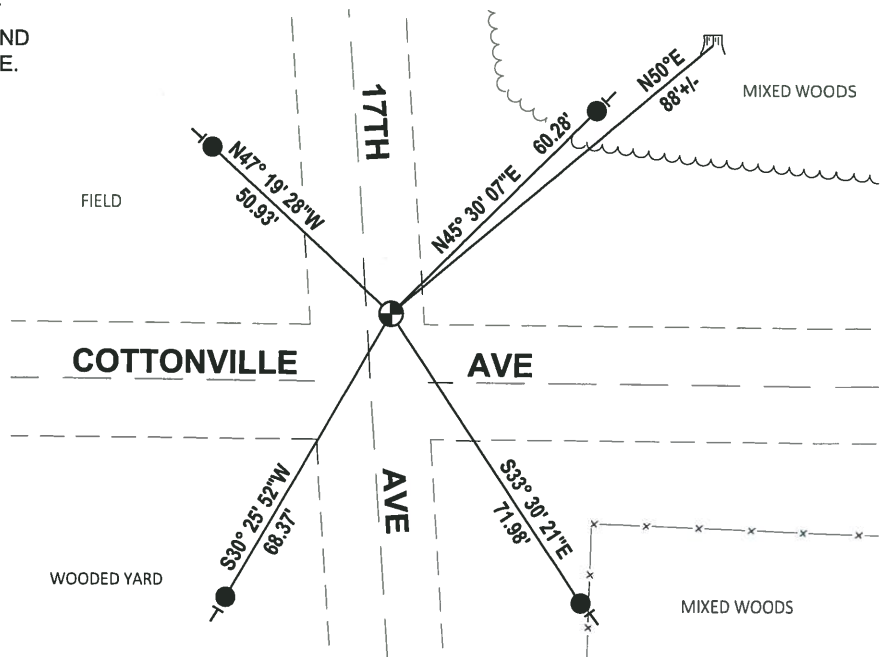 ND
E.
17TH
AVE
COTTONVILLE AVE
FIELD
MIXED WOODS
N47° 19' 28"W
50.93'
N45° 30' 07"E
60.28'
N50°E
88'+/-
S30° 25' 52"W
68.37'
S33° 30' 21"E
71.98'
WOODED YARD
MIXED WOODS